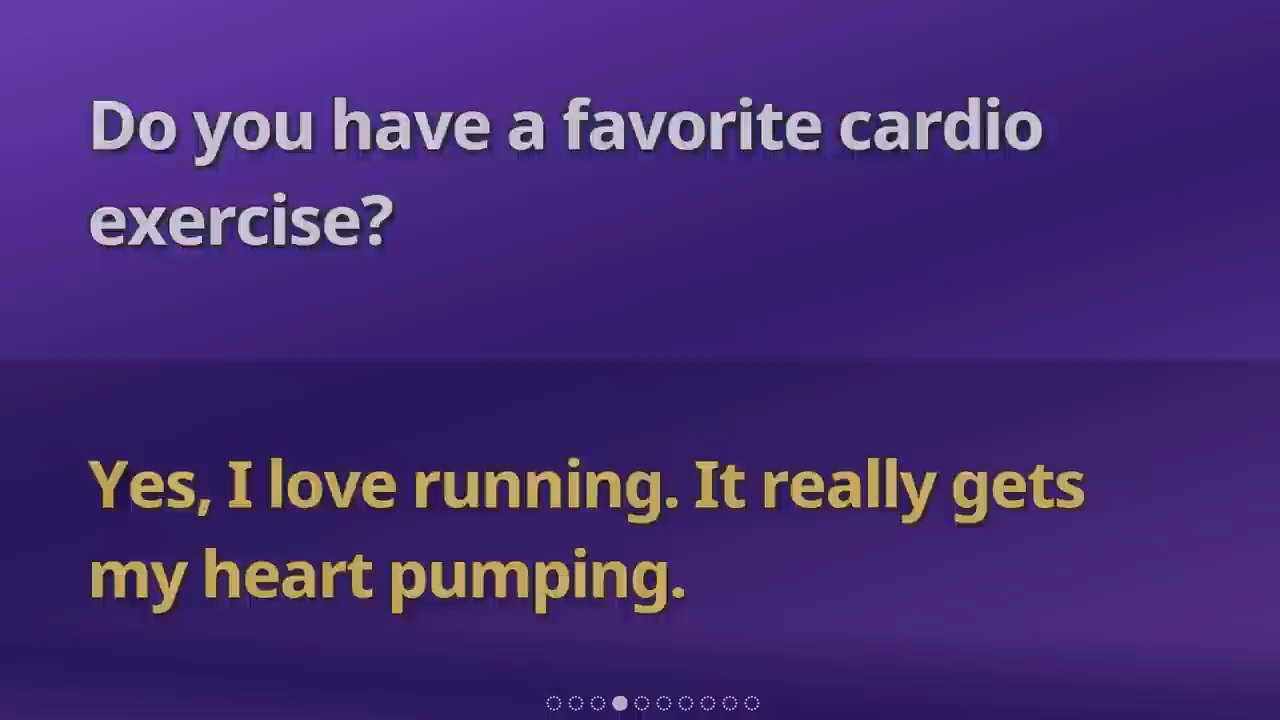 Do you have a favorite cardio
exercise?
Yes, I love running. It really gets
my heart pumping.